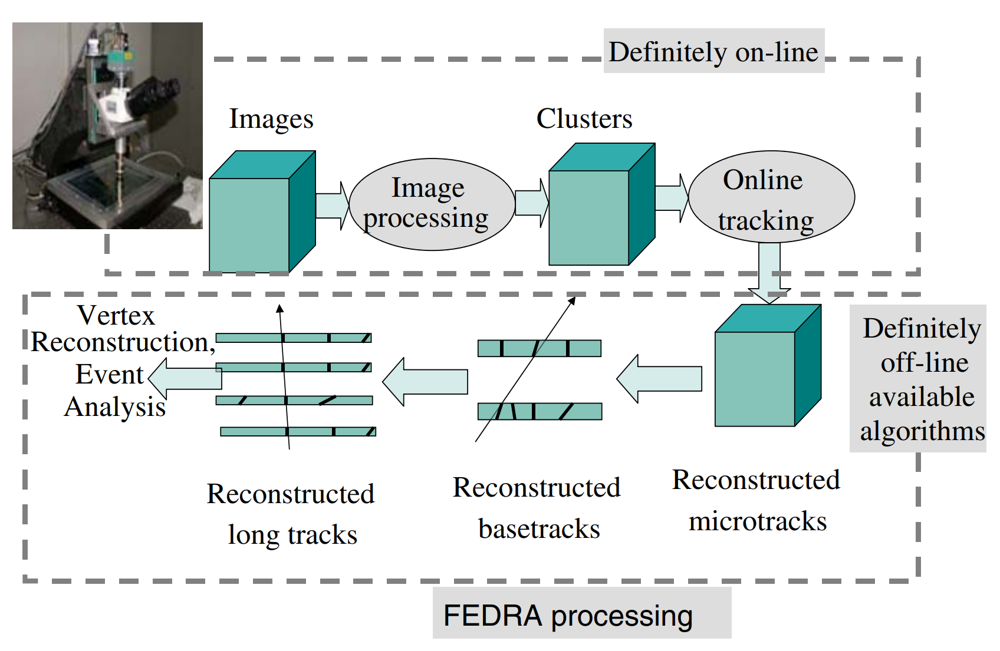 Definitely on-line
Images
Clusters
Image
processing
Online
tracking
Vertex
Reconstruction,
Event
Analysis
Definitely
off-line
available
algorithms
Reconstructed
long tracks
Reconstructed
basetracks
Reconstructed
microtracks
FEDRA processing